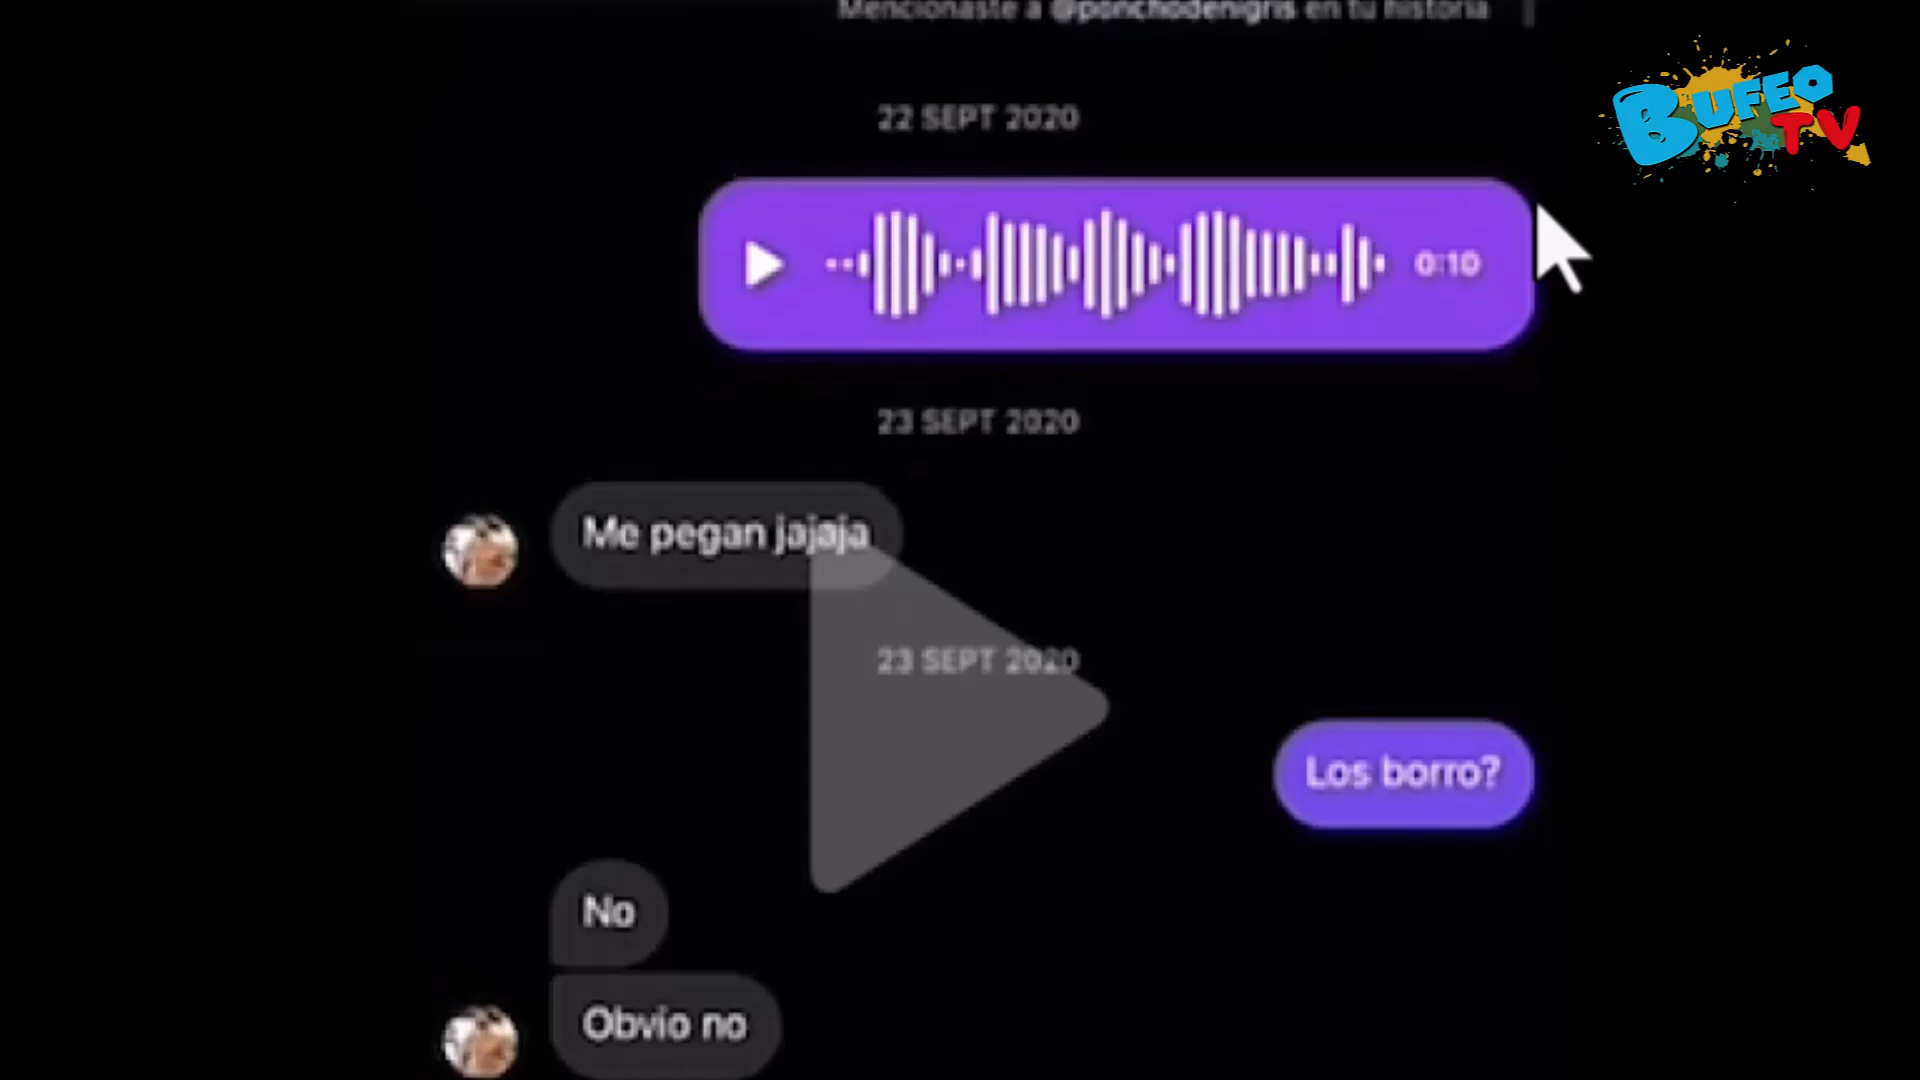 Mencionaste a @ponchodenigris en tu historia
BUFEO
TV
22 SEPT 2020
0:10
23 SEPT 2020
Me pegan jajaja
23 SEPT 2020
Los borro?
No
Obvio no